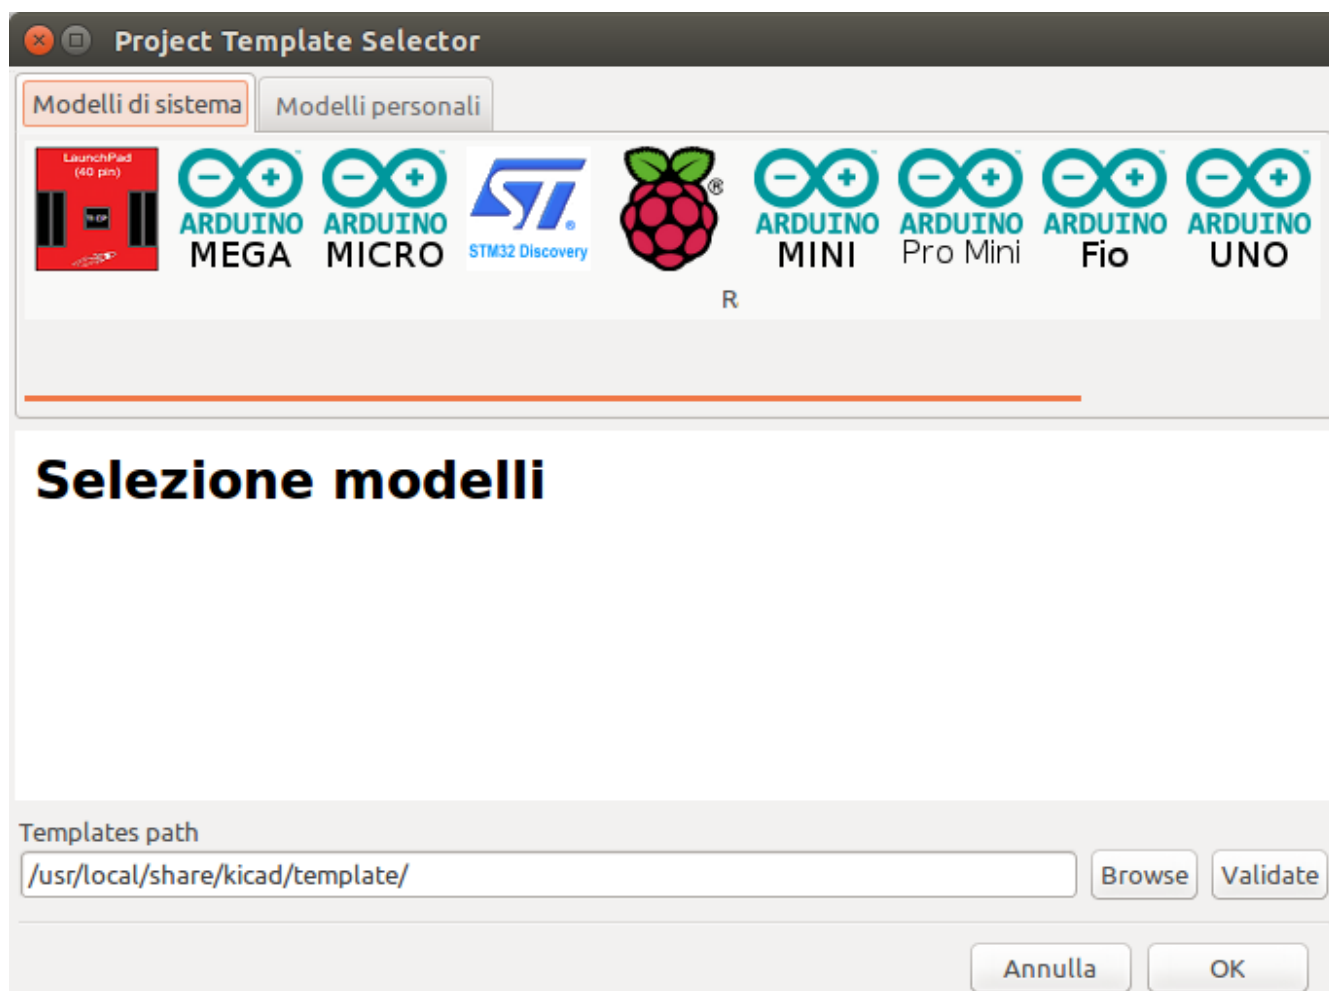 Project Template Selector
Modelli di sistema
Modelli personali
LaunchPad
(40 pin)
ARDUINO
MEGA
ARDUINO
MICRO
ST
STM32 Discovery
®
ARDUINO
MINI
ARDUINO
Pro Mini
ARDUINO
Fio
ARDUINO
UNO
R
Selezione modelli
Templates path
/usr/local/share/kicad/template/
Browse
Validate
Annulla
OK